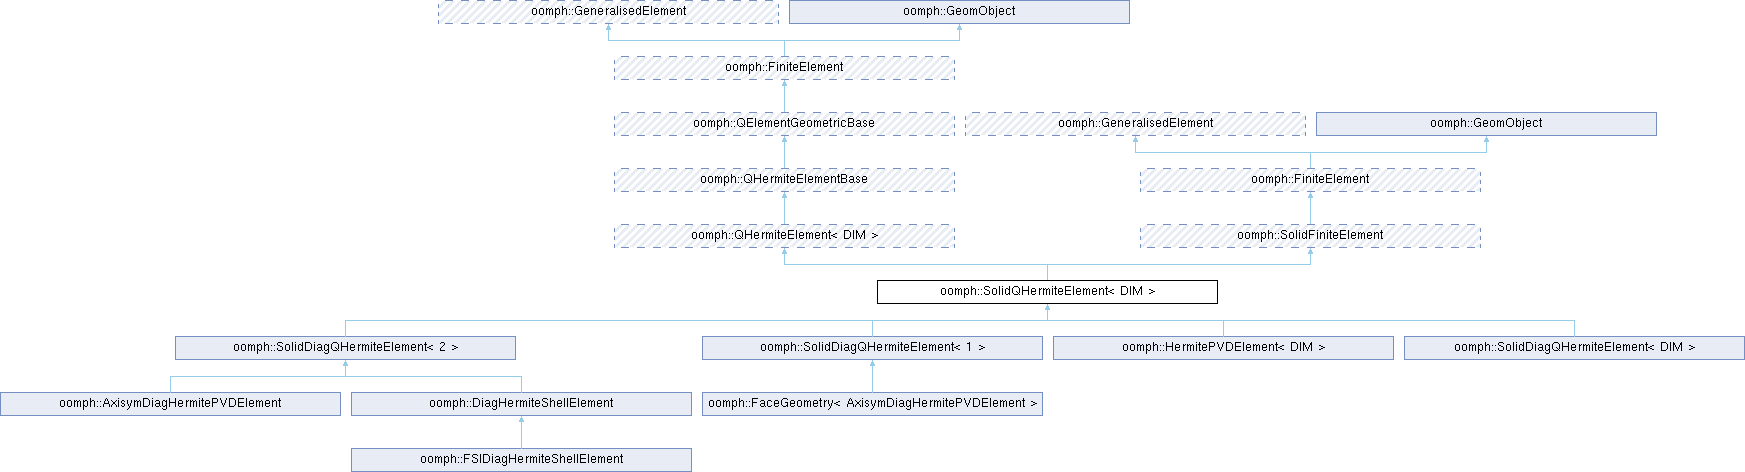 oomph::GeneralisedElement
oomph::GeomObject
oomph::FiniteElement
oomph::QElementGeometricBase
oomph::GeneralisedElement
oomph::GeomObject
oomph::QHermiteElementBase
oomph::FiniteElement
oomph::QHermiteElement< DIM >
oomph::SolidFiniteElement
oomph::SolidQHermiteElement< DIM >
oomph::SolidDiagQHermiteElement< 2 >
oomph::SolidDiagQHermiteElement< 1 >
oomph::HermitePVDElement< DIM >
oomph::SolidDiagQHermiteElement< DIM >
oomph::AxisymDiagHermitePVDElement
oomph::DiagHermiteShellElement
oomph::FaceGeometry< AxisymDiagHermitePVDElement >
oomph::FSIDiagHermiteShellElement